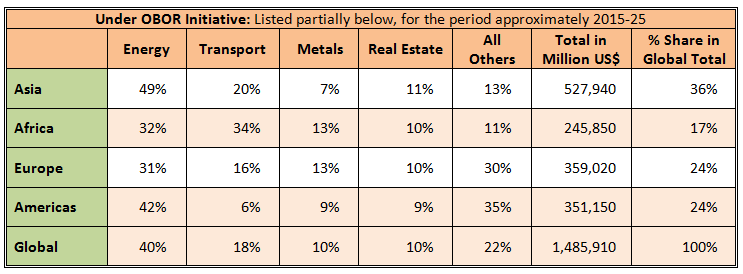 Under OBOR Initiative: Listed partially below, for the period approximately 2015-25
Energy Transport Metals Real Estate All Others Total in Million US$ % Share in Global Total
Asia 49% 20% 7% 11% 13% 527,940 36%
Africa 32% 34% 13% 10% 11% 245,850 17%
Europe 31% 16% 13% 10% 30% 359,020 24%
Americas 42% 6% 9% 9% 35% 351,150 24%
Global 40% 18% 10% 10% 22% 1,485,910 100%